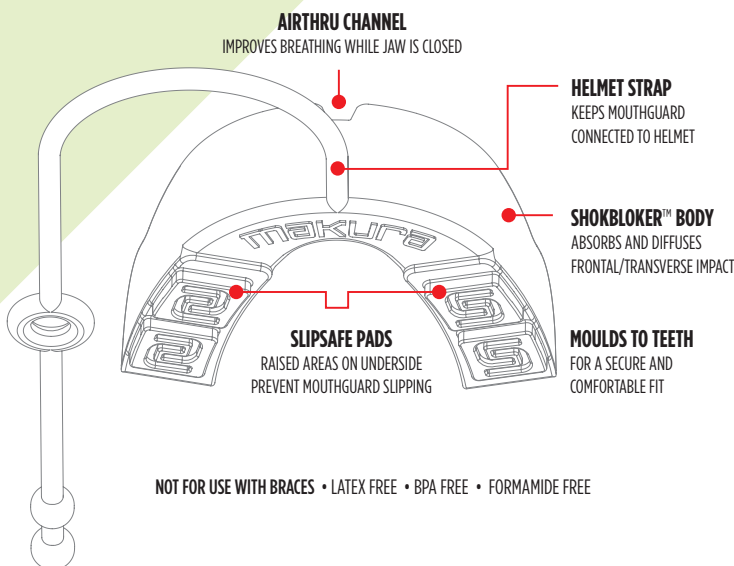 AIRTHRU CHANNEL
IMPROVES BREATHING WHILE JAW IS CLOSED
HELMET STRAP
KEEPS MOUTHGUARD
CONNECTED TO HELMET
makura
SHOKBLOKER™ BODY
ABSORBS AND DIFFUSES
FRONTAL/TRANSVERSE IMPACT
SLIPSAFE PADS
RAISED AREAS ON UNDERSIDE
PREVENT MOUTHGUARD SLIPPING
MOULDS TO TEETH
FOR A SECURE AND
COMFORTABLE FIT
NOT FOR USE WITH BRACES • LATEX FREE • BPA FREE • FORMAMIDE FREE